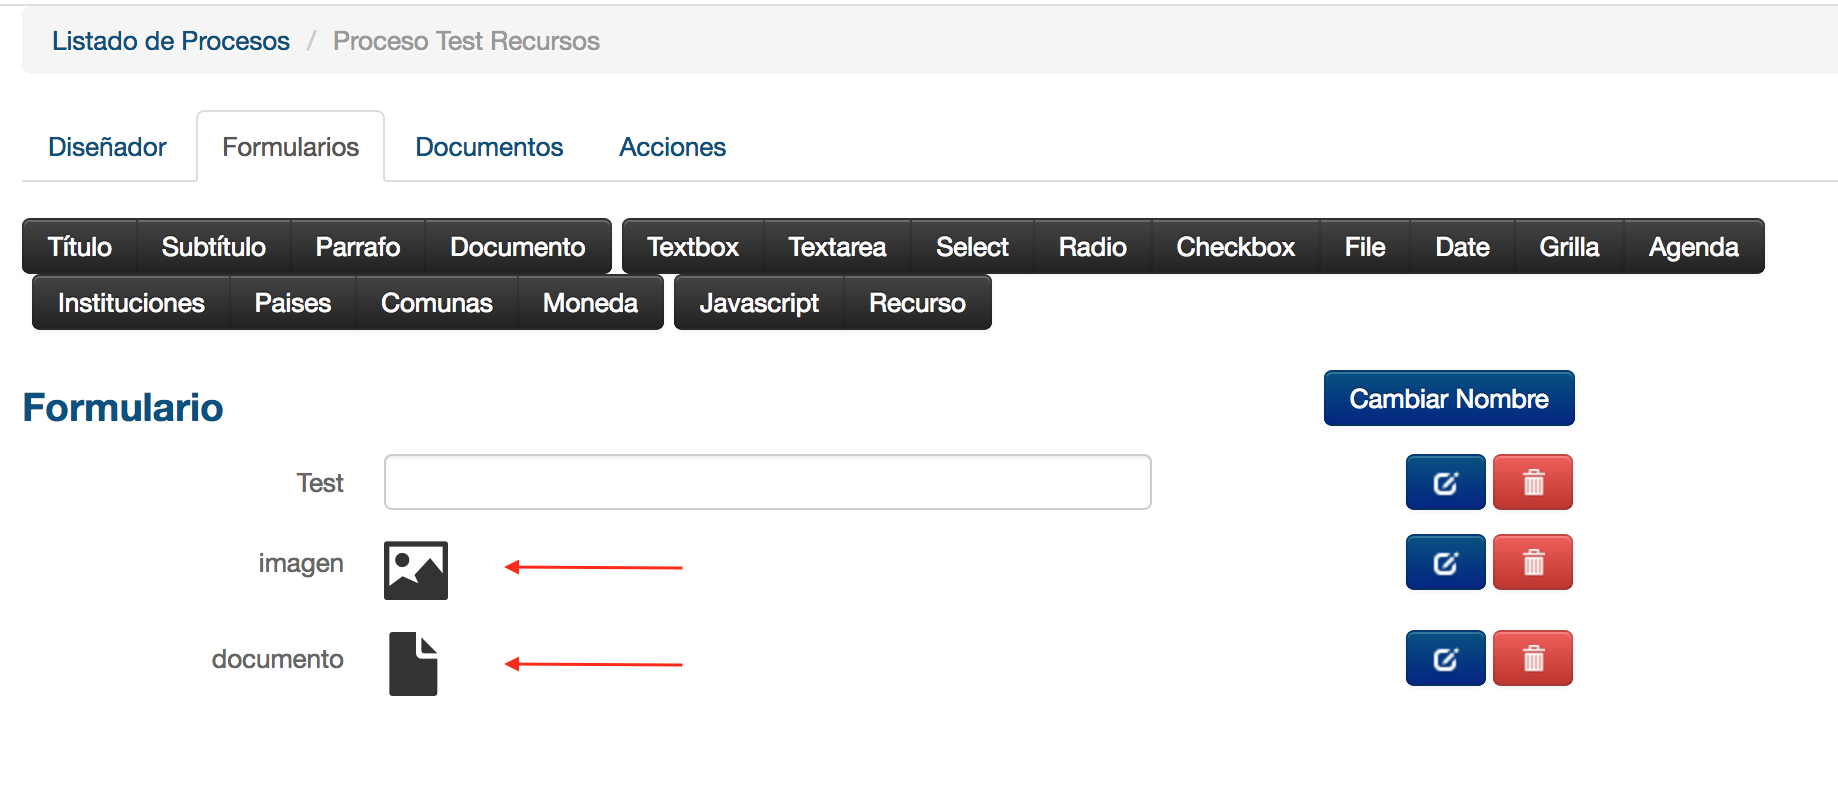 Listado de Procesos / Proceso Test Recursos
Diseñador Formularios Documentos Acciones
Título Subtítulo Parrafo Documento Textbox Textarea Select Radio Checkbox File Date Grilla Agenda
Instituciones Paises Comunas Moneda Javascript Recurso
Formulario Cambiar Nombre
Test
imagen
documento